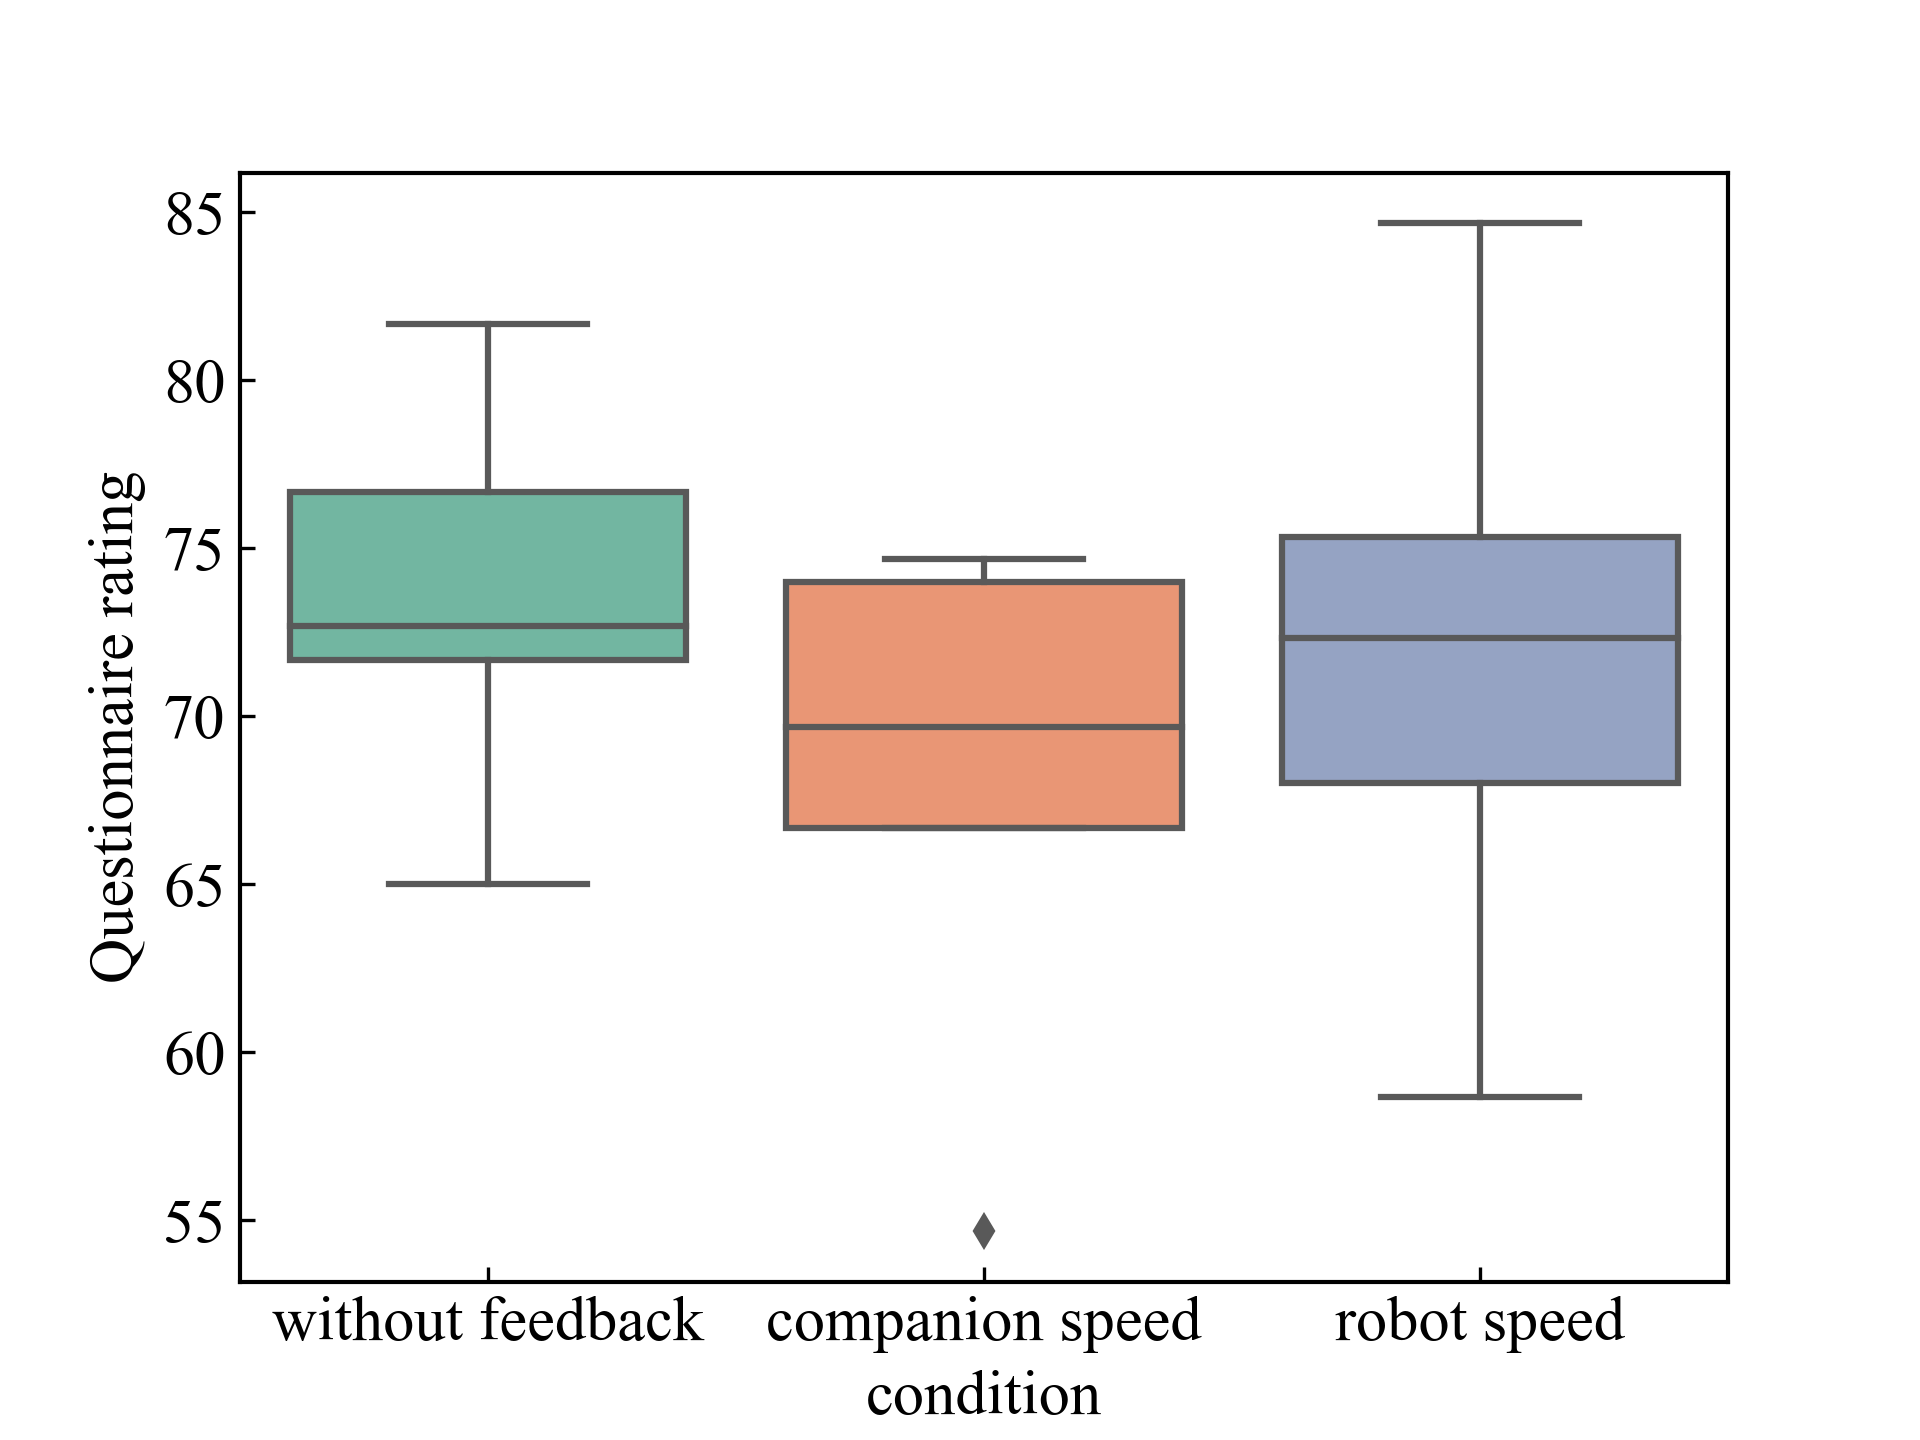 85
80
75
70
65
60
55
Questionnaire rating
without feedback companion speed robot speed
condition